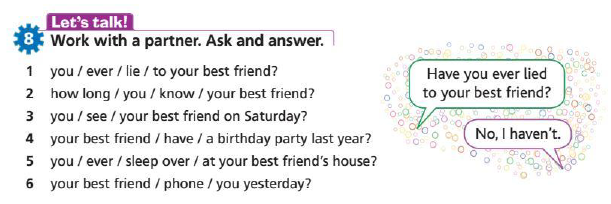 Let's talk!
8 Work with a partner. Ask and answer.
1 you / ever / lie / to your best friend?
2 how long / you / know / your best friend?
3 you / see / your best friend on Saturday?
4 your best friend / have / a birthday party last year?
5 you / ever / sleep over / at your best friend's house?
6 your best friend / phone / you yesterday?
Have you ever lied
to your best friend?
No, I haven't.